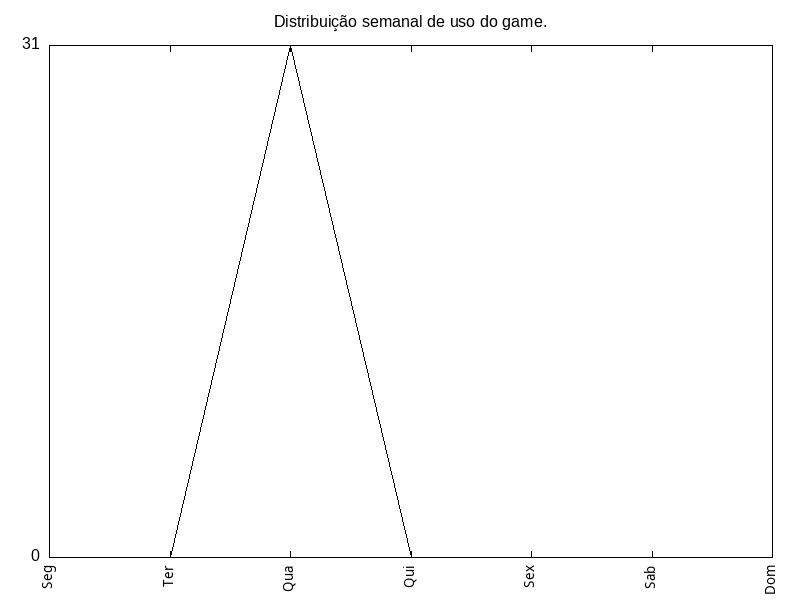 Distribuição semanal de uso do game.
31
0
Seg
Ter
Qua
Qui
Sex
Sab
Dom